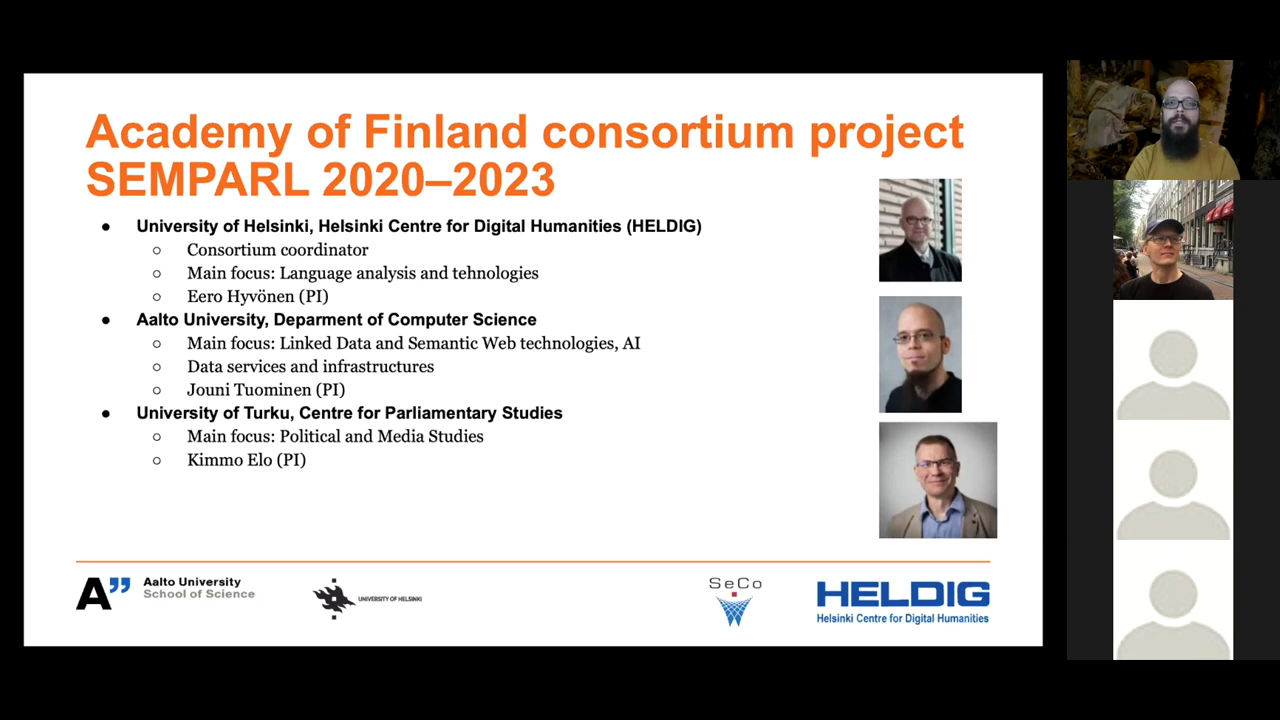 Academy of Finland consortium project
SEMPARL 2020–2023
● University of Helsinki, Helsinki Centre for Digital Humanities (HELDIG)
○ Consortium coordinator
○ Main focus: Language analysis and tehnologies
○ Eero Hyvönen (PI)
● Aalto University, Deparment of Computer Science
○ Main focus: Linked Data and Semantic Web technologies, AI
○ Data services and infrastructures
○ Jouni Tuominen (PI)
● University of Turku, Centre for Parliamentary Studies
○ Main focus: Political and Media Studies
○ Kimmo Elo (PI)
A”
Aalto University
School of Science
UNIVERSITY OF HELSINKI
SeCo
HELDIG
Helsinki Centre for Digital Humanities